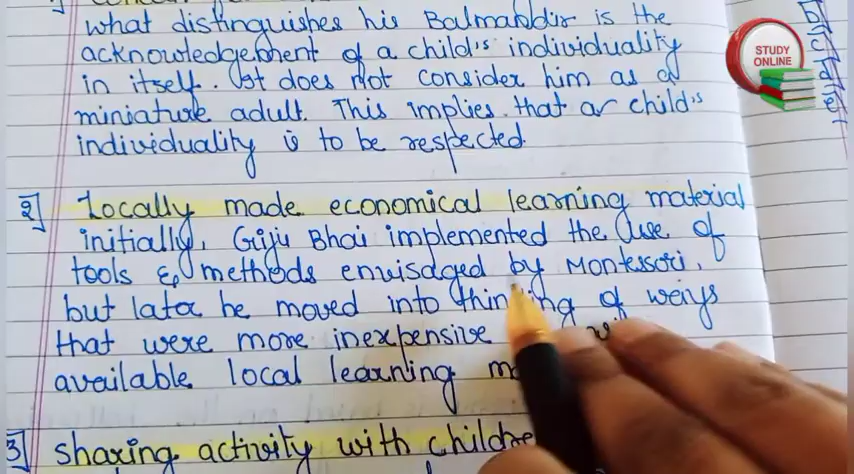 what distinguishes his Balmandir is the
acknowledgement of a child's individuality
in itself. It does not consider him as a
miniature adult. This implies that a child's
individuality is to be respected.
2] Locally made economical learning material
initially, Giju Bhai implemented the use of
tools & methods envisaged by Montessori,
but later he moved into thinking of ways
that were more inexpensive
available local learning
3] sharing activity with
STUDY
ONLINE